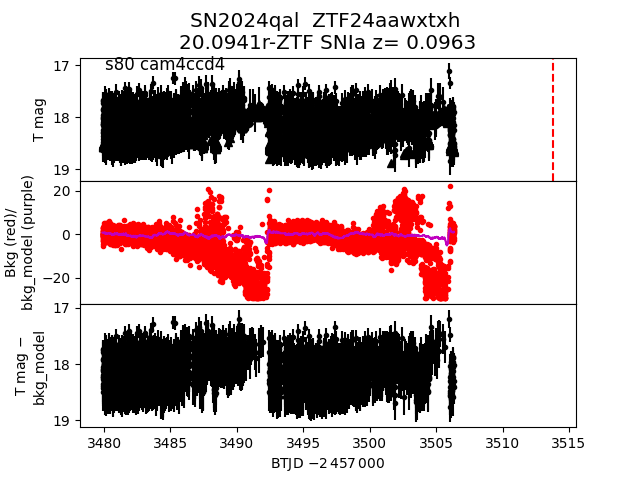 SN2024qal  ZTF24aawxtxh
20.0941r-ZTF SNIa z= 0.0963
s80 cam4ccd4
17
18
19
T mag
20
0
−20
Bkg (red)/
bkg_model (purple)
17
18
19
T mag −
bkg_model
3480 3485 3490 3495 3500 3505 3510 3515
BTJD −2 457 000